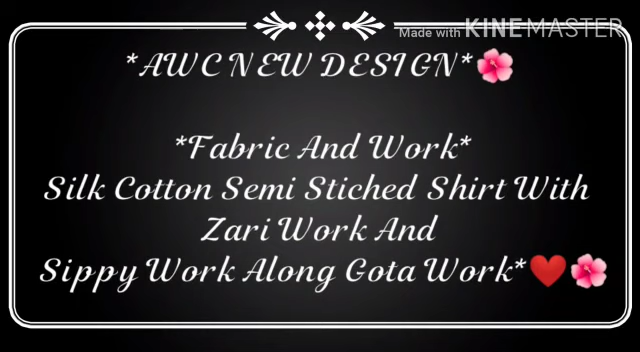 Made with KINEMASTER
*AWC NEW DESIGN*🌺
*Fabric And Work*
Silk Cotton Semi Stiched Shirt With
Zari Work And
Sippy Work Along Gota Work*❤️🌺